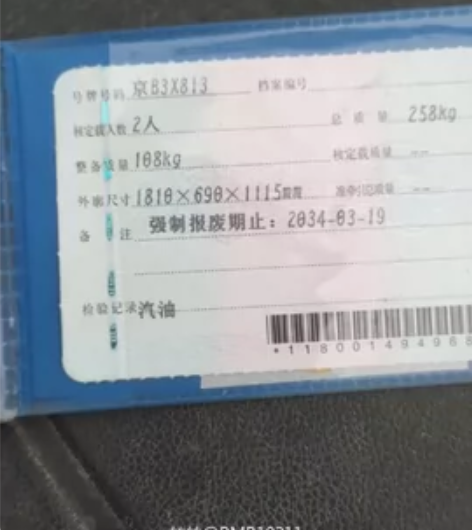 号牌号码 京B3X813 档案编号
核定载人数 2人 总质量 258kg
整备质量 108kg 核定载质量 --
外廓尺寸 1810×690×1115 准牵引总质量 --
备注 强制报废期止：2034-03-19
检验记录 汽油
*118001494968